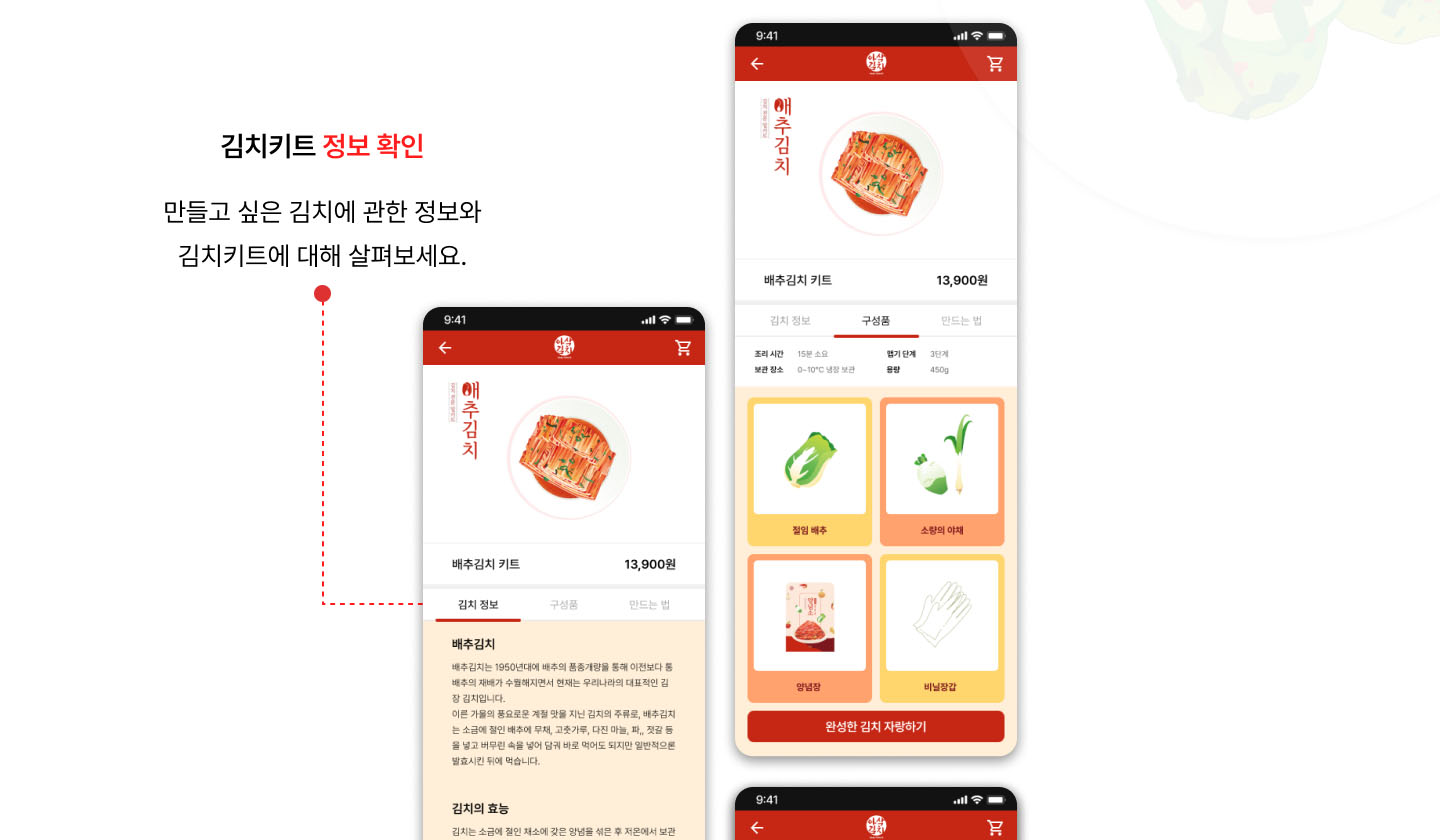 김치키트 정보 확인
만들고 싶은 김치에 관한 정보와
김치키트에 대해 살펴보세요.
9:41
아삭
김치
배추김치
배추김치 키트
13,900원
김치 정보
구성품
만드는 법
배추김치
배추김치는 1950년대에 배추의 품종개량을 통해 이전보다 통
배추의 재배가 수월해지면서 현재는 우리나라의 대표적인 김
장 김치입니다.
이른 가을의 풍요로운 계절 맛을 지닌 김치의 주류로, 배추김치
는 소금에 절인 배추에 무채, 고춧가루, 다진 마늘, 파,, 젓갈 등
을 넣고 버무린 속을 넣어 담궈 바로 먹어도 되지만 일반적으론
발효시킨 뒤에 먹습니다.
김치의 효능
김치는 소금에 절인 채소에 갖은 양념을 섞은 후 저온에서 보관
9:41
아삭
김치
배추김치
배추김치 키트
13,900원
김치 정보
구성품
만드는 법
조리 시간 15분 소요 맵기 단계 3단계
보관 장소 0~10°C 냉장 보관 용량 450g
절임 배추
소량의 야채
양념소
양념장
비닐장갑
완성한 김치 자랑하기
9:41
아삭
김치